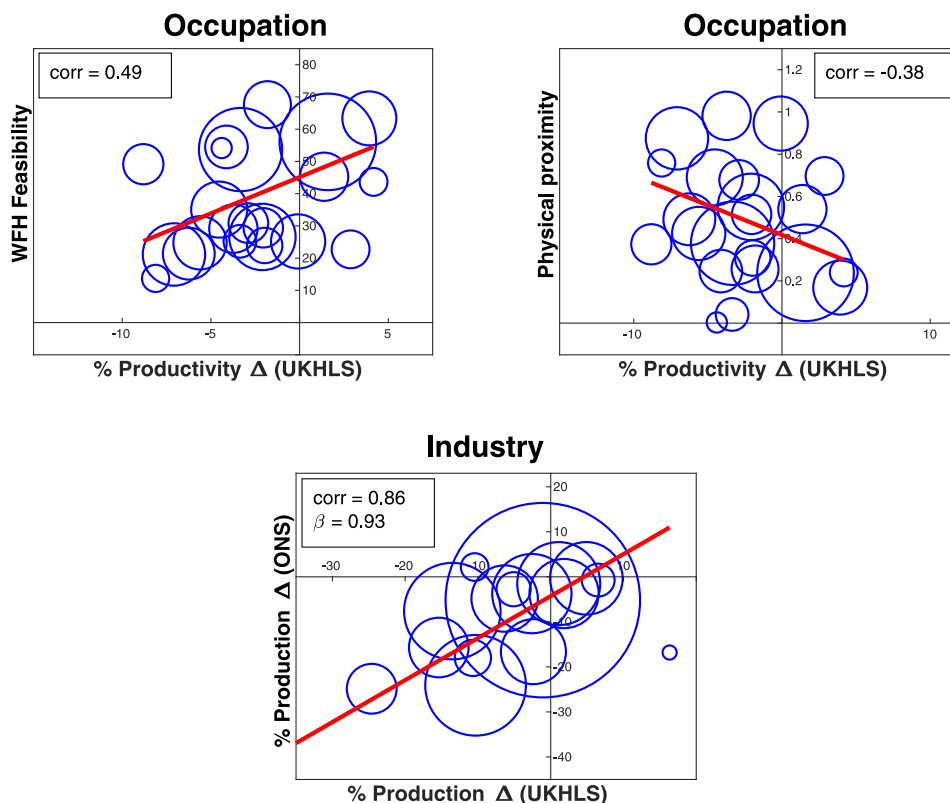 Occupation
corr = 0.49
WFH Feasibility
80
70
60
50
40
30
20
10
-10
-5
5
% Productivity Δ (UKHLS)
Occupation
corr = -0.38
Physical proximity
1.2
1
0.8
0.6
0.4
0.2
-10
10
% Productivity Δ (UKHLS)
Industry
corr = 0.86
β = 0.93
% Production Δ (ONS)
20
10
-30
-20
-10
10
-10
-20
-30
-40
% Production Δ (UKHLS)